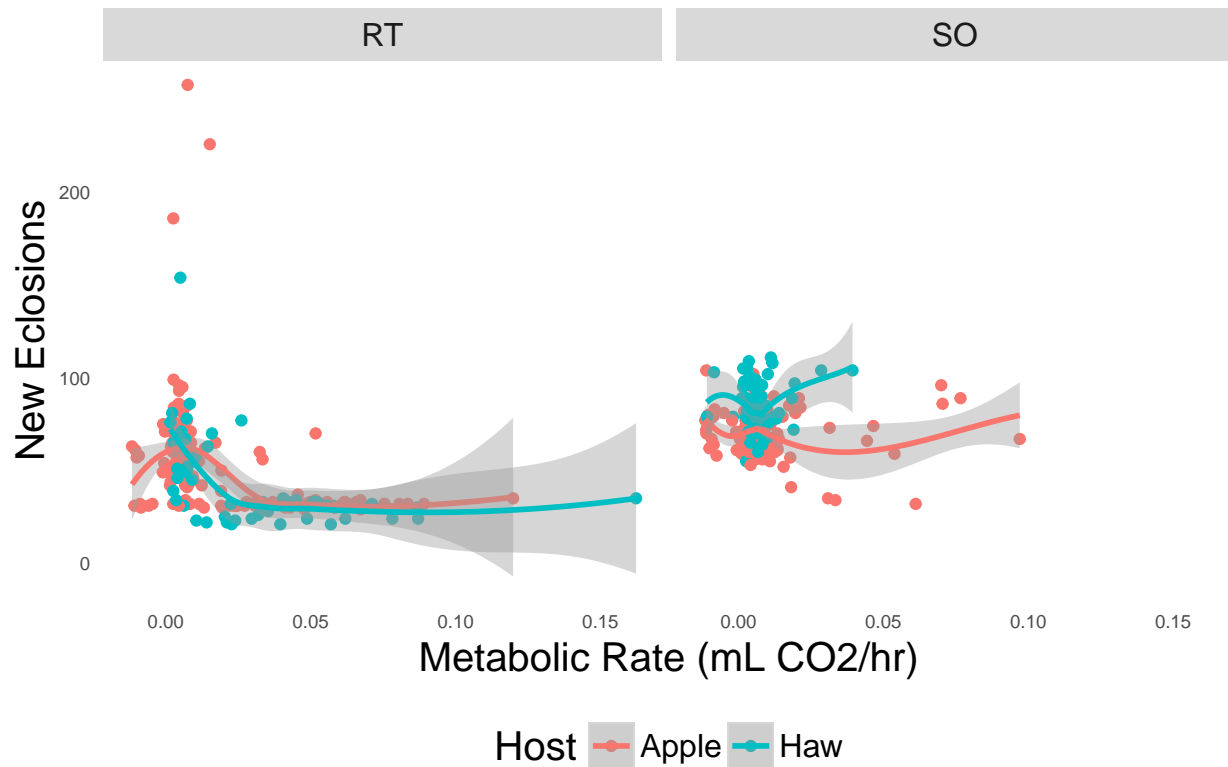 RT
SO
New Eclosions
200
100
0
0.00 0.05 0.10 0.15
0.00 0.05 0.10 0.15
Metabolic Rate (mL CO2/hr)
Host Apple Haw